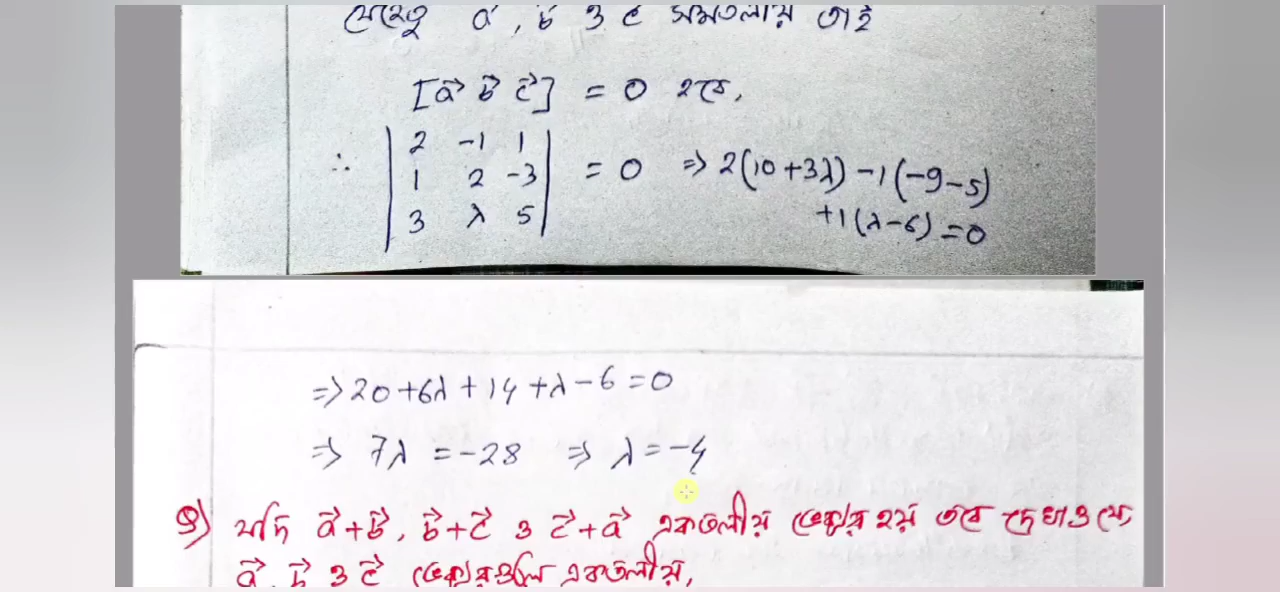 যেহেতু a⃗, b⃗ ও c⃗ সমতলীয় তাই
[a⃗ b⃗ c⃗] = 0 হবে,
∴ | 2 -1 1 |
| 1 2 -3 | = 0 ⇒ 2(10+3λ) -1(-9-5)
| 3 λ 5 | +1(λ-6) = 0
⇒ 20+6λ+14+λ-6=0
⇒ 7λ = -28 ⇒ λ = -4
Q) যদি a⃗+b⃗, b⃗+c⃗ ও c⃗+a⃗ একতলীয় ভেক্টর হয় তবে দেখাও যে
a⃗, b⃗ ও c⃗ ভেক্টরগুলি একতলীয়,